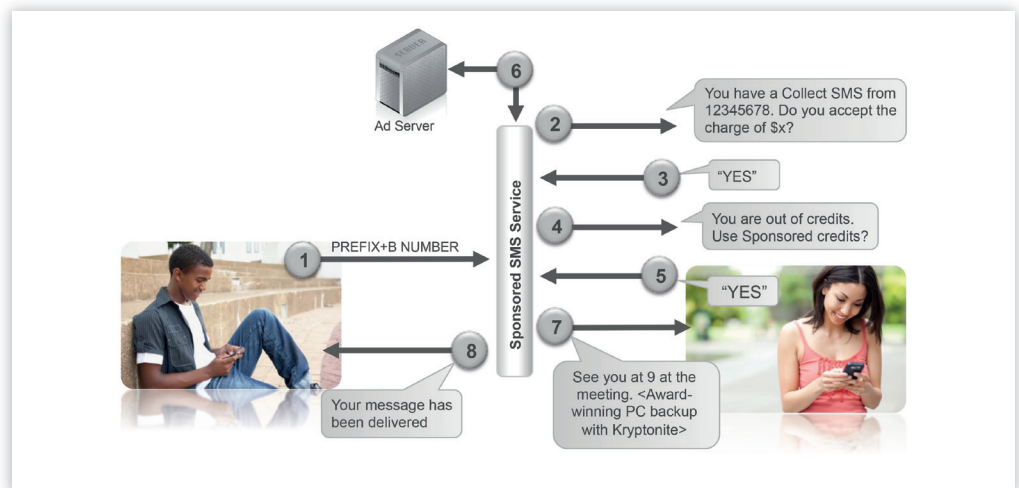 SERVER
6
Ad Server
2
You have a Collect SMS from
12345678. Do you accept the
charge of $x?
3
“YES”
4
You are out of credits.
Use Sponsored credits?
1
PREFIX+B NUMBER
Sponsored SMS Service
5
“YES”
7
8
See you at 9 at the
meeting. <Award-
winning PC backup
with Kryptonite>
Your message has
been delivered